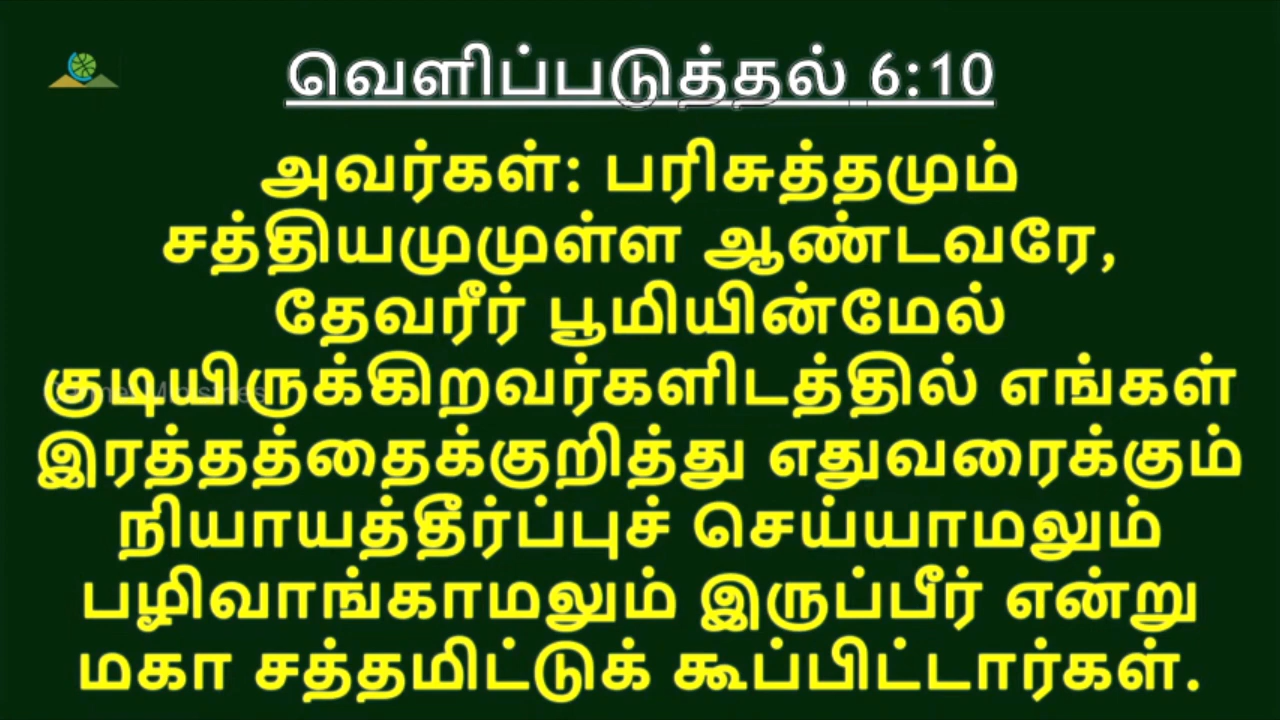 வெளிப்படுத்தல் 6:10
அவர்கள்: பரிசுத்தமும்
சத்தியமுமுள்ள ஆண்டவரே,
தேவரீர் பூமியின்மேல்
குடியிருக்கிறவர்களிடத்தில் எங்கள்
இரத்தத்தைக்குறித்து எதுவரைக்கும்
நியாயத்தீர்ப்புச் செய்யாமலும்
பழிவாங்காமலும் இருப்பீர் என்று
மகா சத்தமிட்டுக் கூப்பிட்டார்கள்.